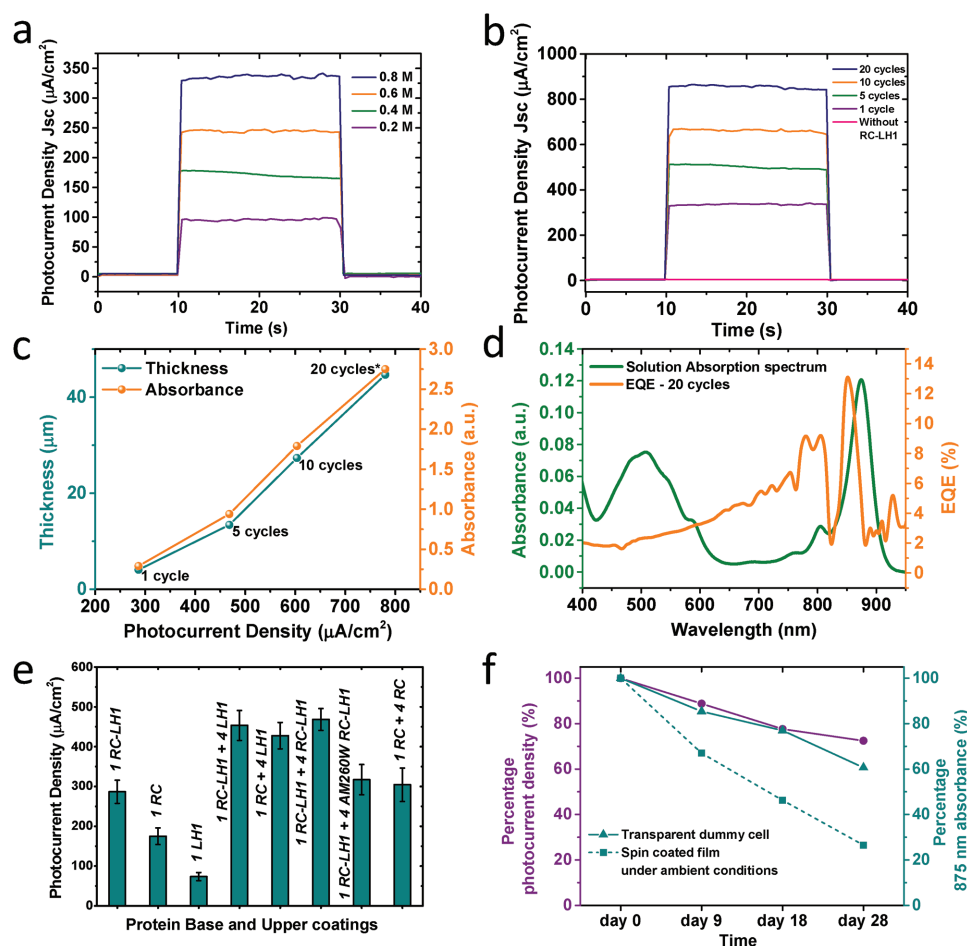 a
Photocurrent Density Jsc (µA/cm²)
350
300
250
200
150
100
50
0
0.8 M
0.6 M
0.4 M
0.2 M
0 10 20 30 40
Time (s)
b
Photocurrent Density Jsc (µA/cm²)
1000
800
600
400
200
0
20 cycles
10 cycles
5 cycles
1 cycle
Without
RC-LH1
0 10 20 30 40
Time (s)
c
Thickness (µm)
40
20
0
Thickness
Absorbance
20 cycles*
10 cycles
5 cycles
1 cycle
3.0
2.5
2.0
1.5
1.0
0.5
0.0
Absorbance (a.u.)
200 300 400 500 600 700 800
Photocurrent Density (µA/cm²)
d
Absorbance (a.u.)
0.14
0.12
0.10
0.08
0.06
0.04
0.02
0.00
Solution Absorption spectrum
EQE - 20 cycles
14
12
10
8
6
4
2
0
EQE (%)
400 500 600 700 800 900
Wavelength (nm)
e
Photocurrent Density (µA/cm²)
600
500
400
300
200
100
0
1 RC-LH1
1 RC
1 LH1
1 RC-LH1 + 4 LH1
1 RC + 4 LH1
1 RC-LH1 + 4 RC-LH1
1 RC-LH1 + 4 AM260W RC-LH1
1 RC + 4 RC
Protein Base and Upper coatings
f
Percentage
photocurrent density (%)
100
80
60
40
20
0
Transparent dummy cell
Spin coated film
under ambient conditions
100
80
60
40
20
0
Percentage
875 nm absorbance (%)
day 0 day 9 day 18 day 28
Time